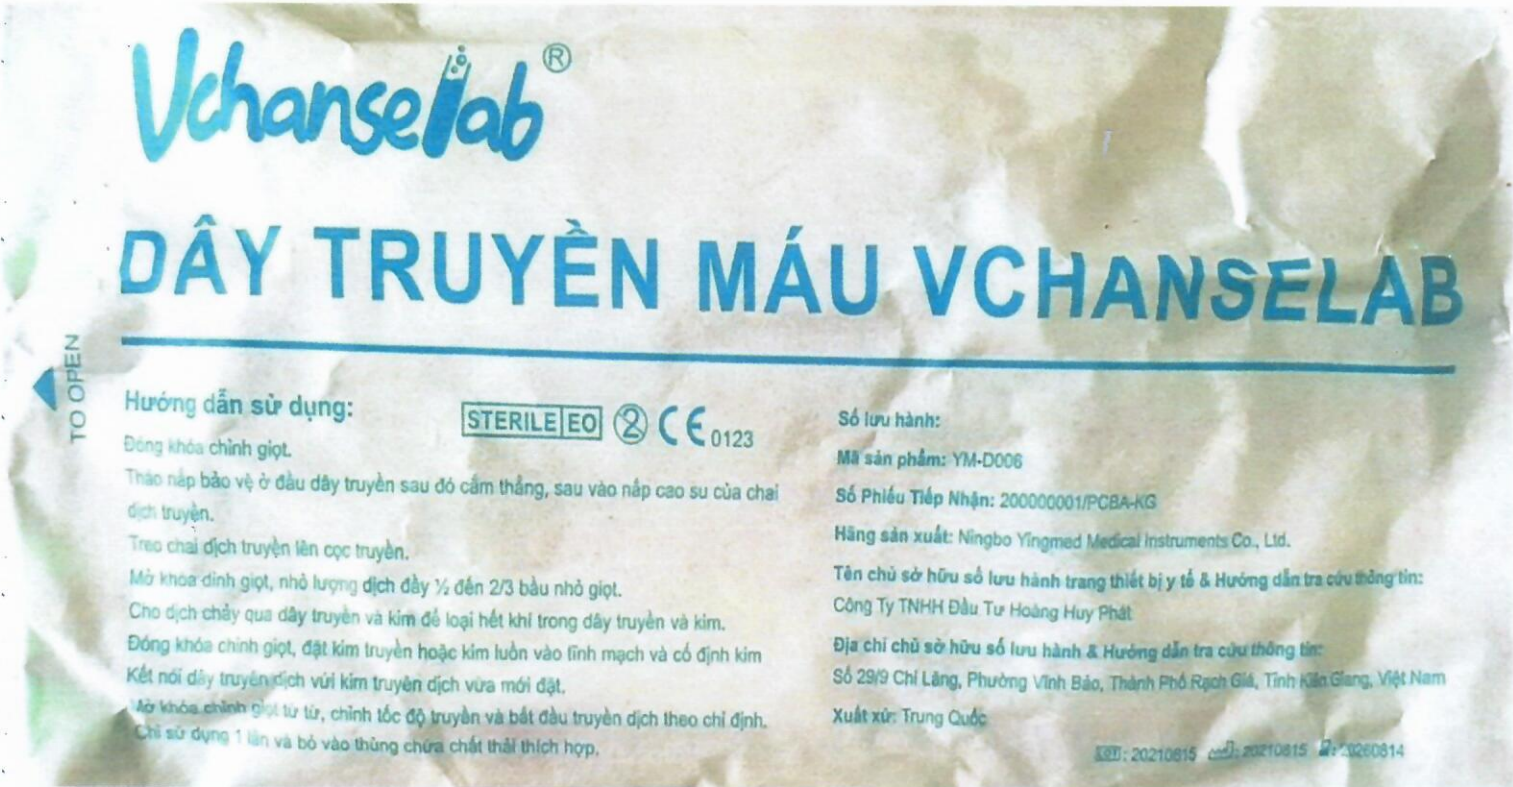 Vchanselab®
DÂY TRUYỀN MÁU VCHANSELAB
TO OPEN
Hướng dẫn sử dụng:
Đóng khóa chỉnh giọt.
Tháo nắp bảo vệ ở đầu dây truyền sau đó cắm thẳng, sau vào nắp cao su của chai
dịch truyền.
Treo chai dịch truyền lên cọc truyền.
Mở khóa dinh giọt, nhỏ lượng dịch đầy ½ đến 2/3 bầu nhỏ giọt.
Cho dịch chảy qua dây truyền và kim để loại hết khí trong dây truyền và kim.
Đóng khóa chỉnh giọt, đặt kim truyền hoặc kim luồn vào tĩnh mạch và cố định kim
Kết nối dây truyền dịch vúi kim truyền dịch vừa mới đặt.
Mở khóa chỉnh giọt từ từ, chỉnh tốc độ truyền và bắt đầu truyền dịch theo chỉ định.
Chỉ sử dụng 1 lần và bỏ vào thùng chứa chất thải thích hợp.
STERILE EO 2 CE 0123
Số lưu hành:
Mã sản phẩm: YM-D006
Số Phiếu Tiếp Nhận: 200000001/PCBA-KG
Hãng sản xuất: Ningbo Yingmed Medical Instruments Co., Ltd.
Tên chủ sở hữu số lưu hành trang thiết bị y tế & Hướng dẫn tra cứu thông tin:
Công Ty TNHH Đầu Tư Hoàng Huy Phát
Địa chỉ chủ sở hữu số lưu hành & Hướng dẫn tra cứu thông tin:
Số 29/9 Chi Lăng, Phường Vĩnh Bảo, Thành Phố Rạch Giá, Tỉnh Kiên Giang, Việt Nam
Xuất xứ: Trung Quốc
LOT: 20210815 : 20210815 : 20260814